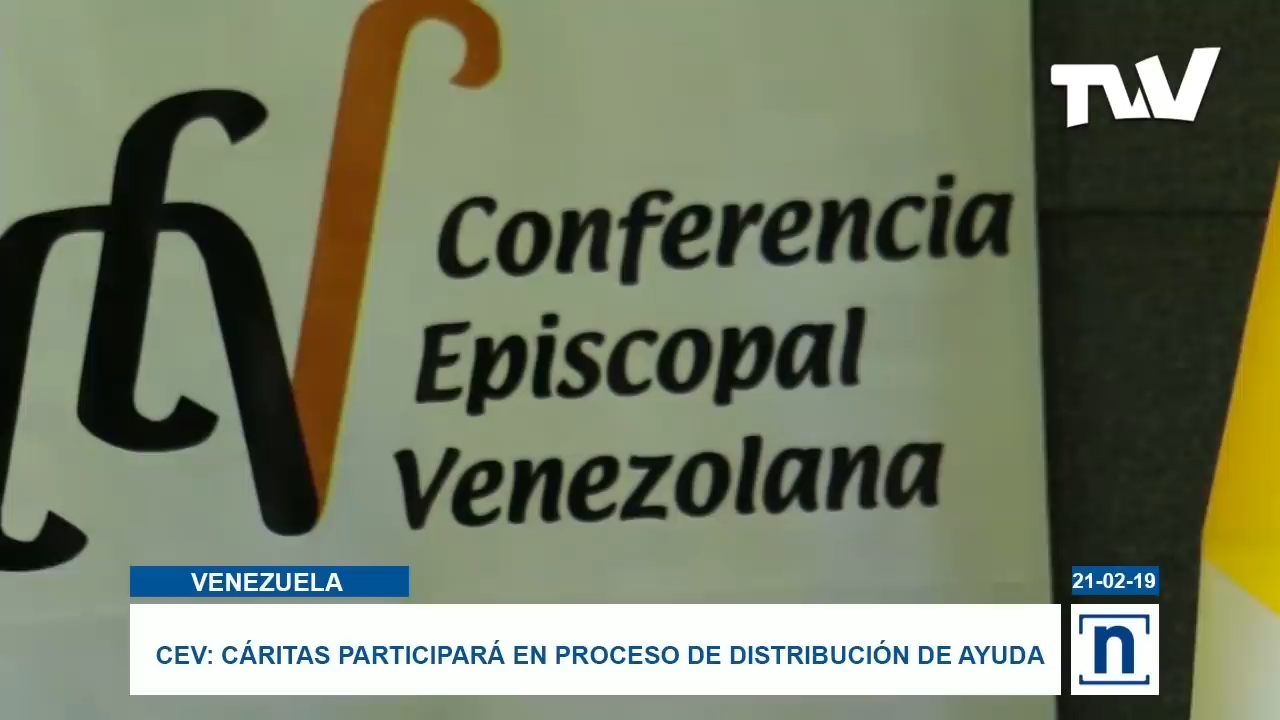 TVV
Conferencia
Episcopal
Venezolana
VENEZUELA
21-02-19
CEV: CÁRITAS PARTICIPARÁ EN PROCESO DE DISTRIBUCIÓN DE AYUDA
n